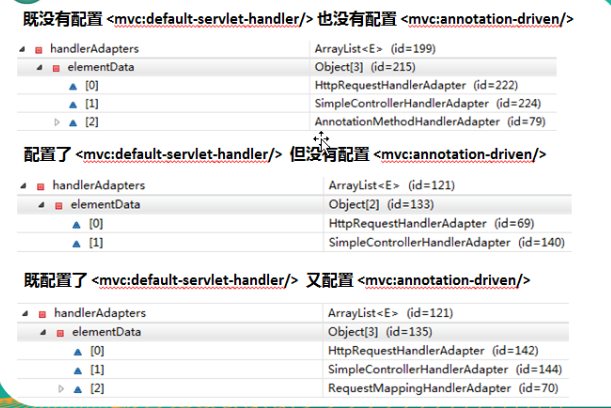 既没有配置 <mvc:default-servlet-handler/> 也没有配置 <mvc:annotation-driven/>
handlerAdapters ArrayList<E> (id=199)
elementData Object[3] (id=215)
[0] HttpRequestHandlerAdapter (id=222)
[1] SimpleControllerHandlerAdapter (id=224)
[2] AnnotationMethodHandlerAdapter (id=79)
配置了 <mvc:default-servlet-handler/> 但没有配置 <mvc:annotation-driven/>
handlerAdapters ArrayList<E> (id=121)
elementData Object[2] (id=133)
[0] HttpRequestHandlerAdapter (id=69)
[1] SimpleControllerHandlerAdapter (id=140)
既配置了 <mvc:default-servlet-handler/> 又配置 <mvc:annotation-driven/>
handlerAdapters ArrayList<E> (id=121)
elementData Object[3] (id=135)
[0] HttpRequestHandlerAdapter (id=142)
[1] SimpleControllerHandlerAdapter (id=144)
[2] RequestMappingHandlerAdapter (id=70)